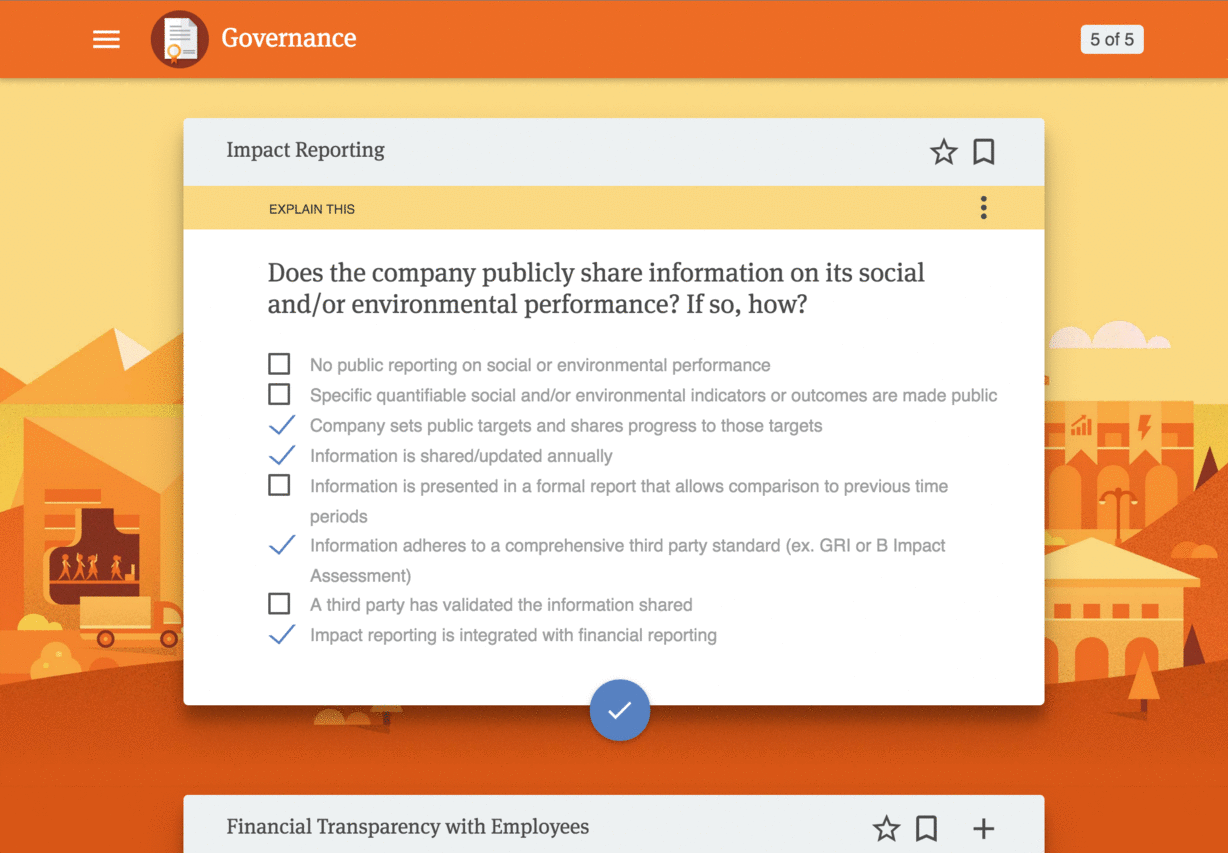 Governance
5 of 5
Impact Reporting
EXPLAIN THIS
Does the company publicly share information on its social
and/or environmental performance? If so, how?
No public reporting on social or environmental performance
Specific quantifiable social and/or environmental indicators or outcomes are made public
Company sets public targets and shares progress to those targets
Information is shared/updated annually
Information is presented in a formal report that allows comparison to previous time
periods
Information adheres to a comprehensive third party standard (ex. GRI or B Impact
Assessment)
A third party has validated the information shared
Impact reporting is integrated with financial reporting
Financial Transparency with Employees